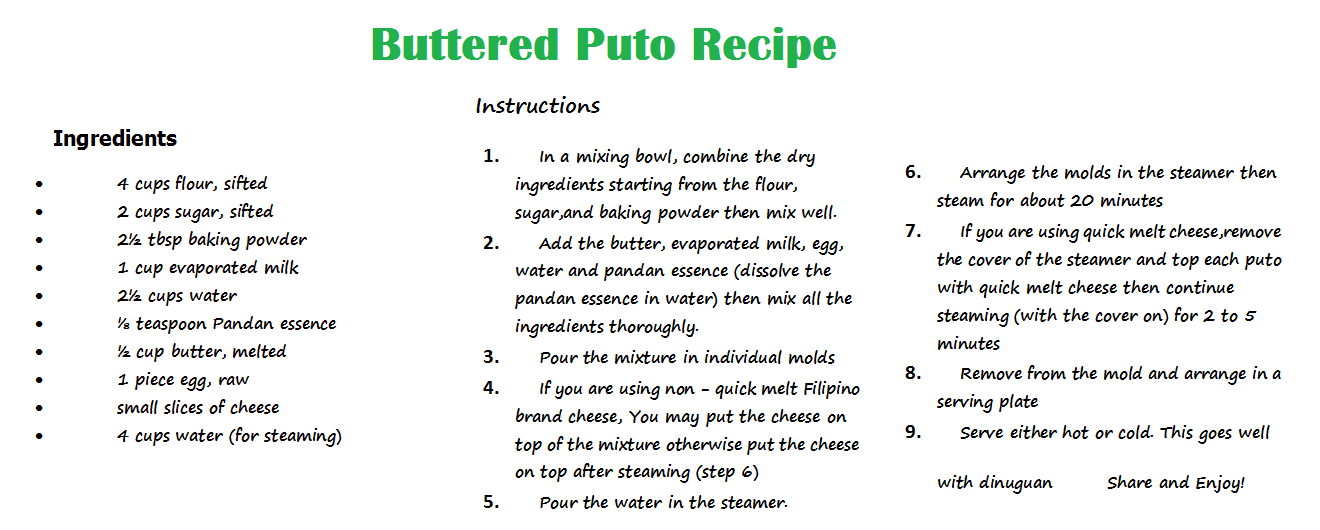 Buttered Puto Recipe
Ingredients
• 4 cups flour, sifted
• 2 cups sugar, sifted
• 2½ tbsp baking powder
• 1 cup evaporated milk
• 2½ cups water
• ⅛ teaspoon Pandan essence
• ½ cup butter, melted
• 1 piece egg, raw
• small slices of cheese
• 4 cups water (for steaming)
Instructions
1. In a mixing bowl, combine the dry
ingredients starting from the flour,
sugar,and baking powder then mix well.
2. Add the butter, evaporated milk, egg,
water and pandan essence (dissolve the
pandan essence in water) then mix all the
ingredients thoroughly.
3. Pour the mixture in individual molds
4. If you are using non – quick melt Filipino
brand cheese, You may put the cheese on
top of the mixture otherwise put the cheese
on top after steaming (step 6)
5. Pour the water in the steamer.
6. Arrange the molds in the steamer then
steam for about 20 minutes
7. If you are using quick melt cheese,remove
the cover of the steamer and top each puto
with quick melt cheese then continue
steaming (with the cover on) for 2 to 5
minutes
8. Remove from the mold and arrange in a
serving plate
9. Serve either hot or cold. This goes well
with dinuguan Share and Enjoy!